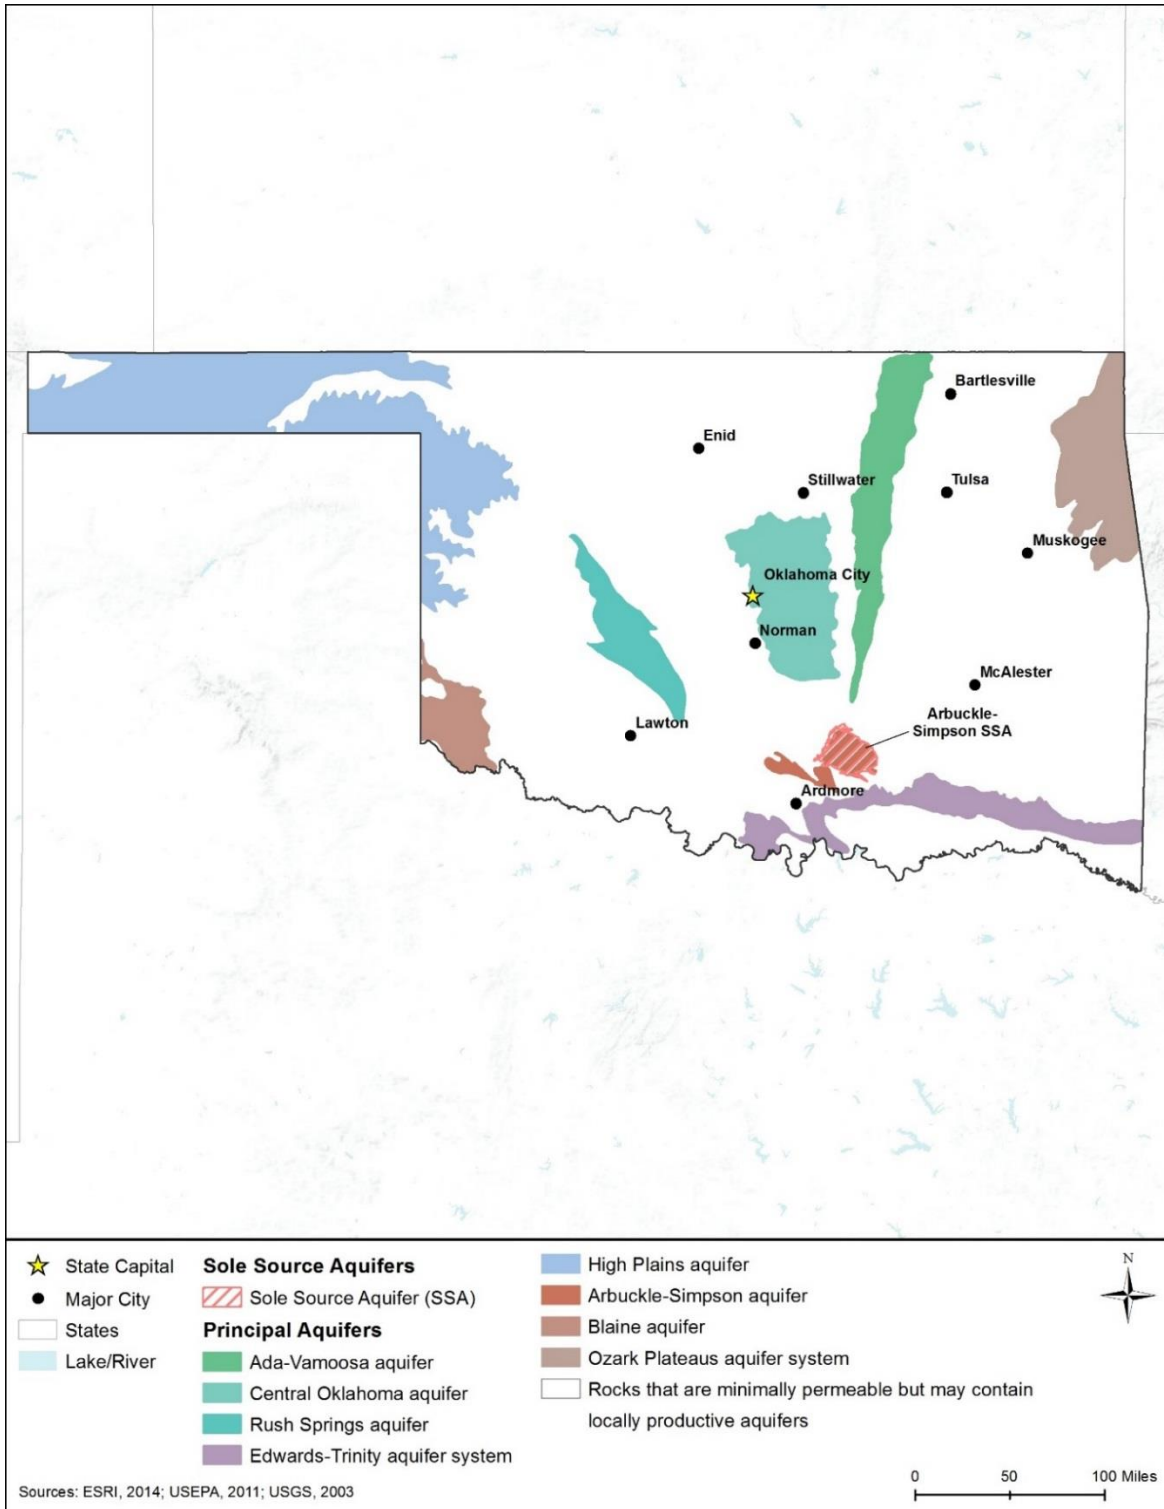 Bartlesville
Enid
Stillwater
Tulsa
Muskogee
Oklahoma City
Norman
McAlester
Lawton
Arbuckle-
Simpson SSA
Ardmore
State Capital
Major City
States
Lake/River
Sole Source Aquifers
Sole Source Aquifer (SSA)
Principal Aquifers
Ada-Vamoosa aquifer
Central Oklahoma aquifer
Rush Springs aquifer
Edwards-Trinity aquifer system
High Plains aquifer
Arbuckle-Simpson aquifer
Blaine aquifer
Ozark Plateaus aquifer system
Rocks that are minimally permeable but may contain
locally productive aquifers
N
Sources: ESRI, 2014; USEPA, 2011; USGS, 2003
0 50 100 Miles